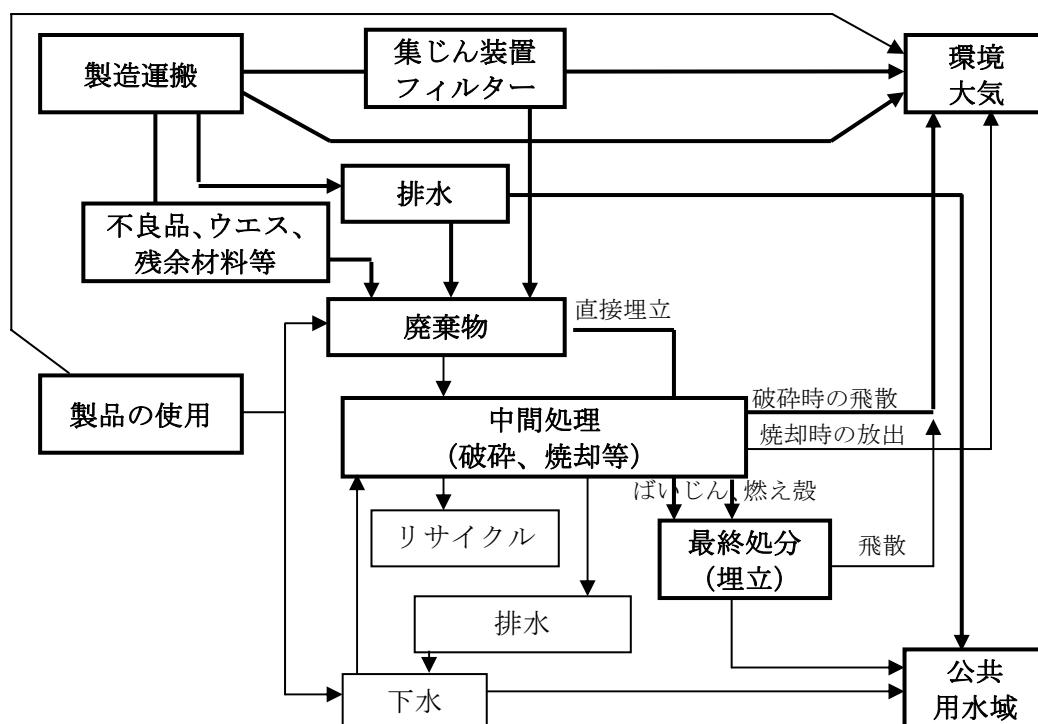 製造運搬
集じん装置
フィルター
環境
大気
排水
不良品、ウエス、
残余材料等
廃棄物
直接埋立
製品の使用
中間処理
（破砕、焼却等）
破砕時の飛散
焼却時の放出
ばいじん、燃え殻
リサイクル
最終処分
（埋立）
飛散
排水
下水
公共
用水域